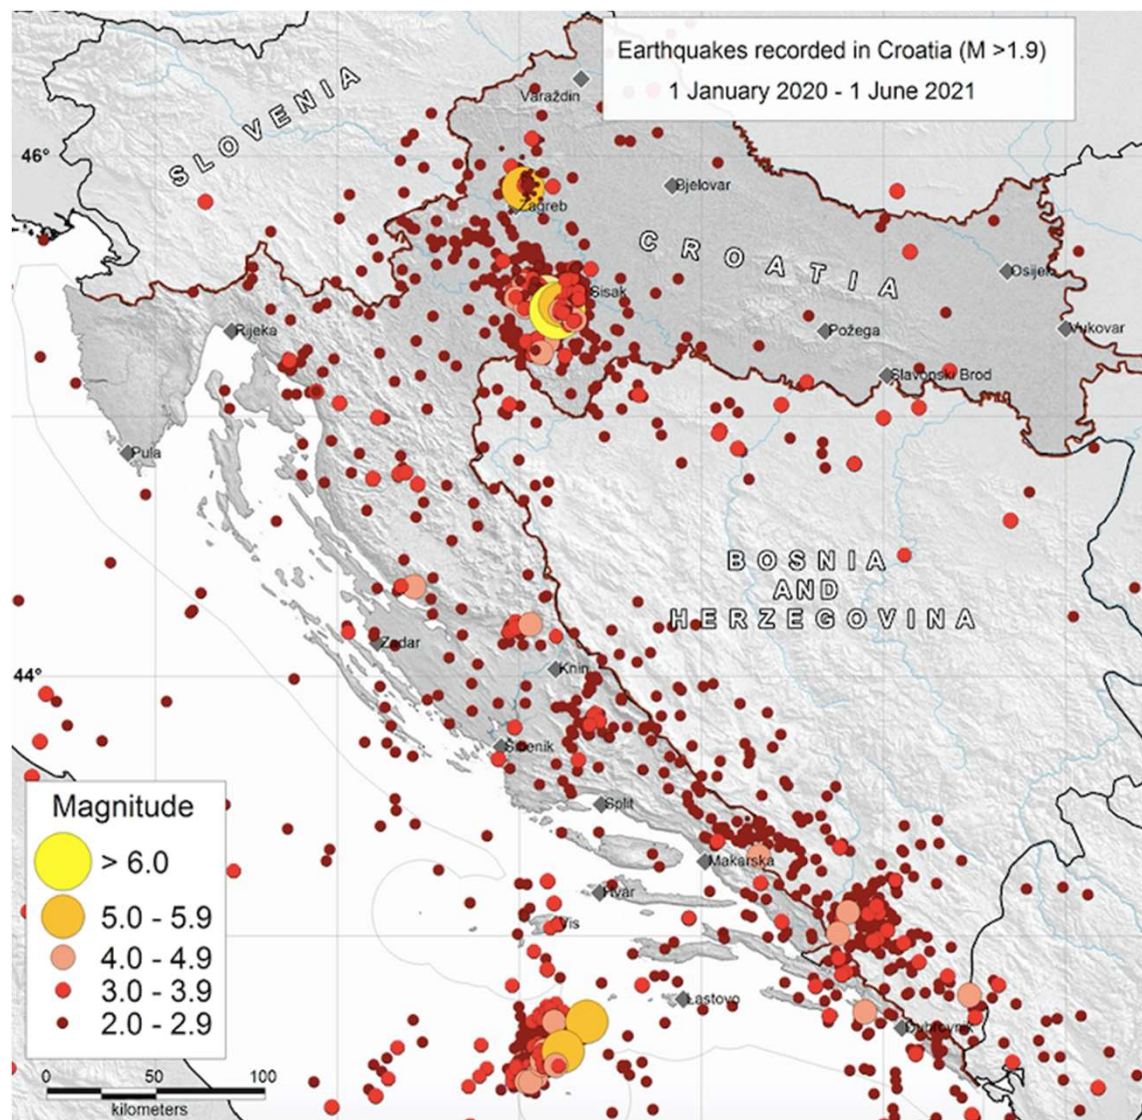 Earthquakes recorded in Croatia (M >1.9)
1 January 2020 - 1 June 2021
Varaždin
SLOVENIA
46°
Bjelovar
Zagreb
CROATIA
Osijek
Sisak
Rijeka
Požega
Vukovar
Slavonski Brod
Pula
BOSNIA
AND
HERZEGOVINA
Zadar
Knin
44°
Šibenik
Split
Makarska
Hvar
Vis
Lastovo
Dubrovnik
Magnitude
> 6.0
5.0 - 5.9
4.0 - 4.9
3.0 - 3.9
2.0 - 2.9
0 50 100
kilometers